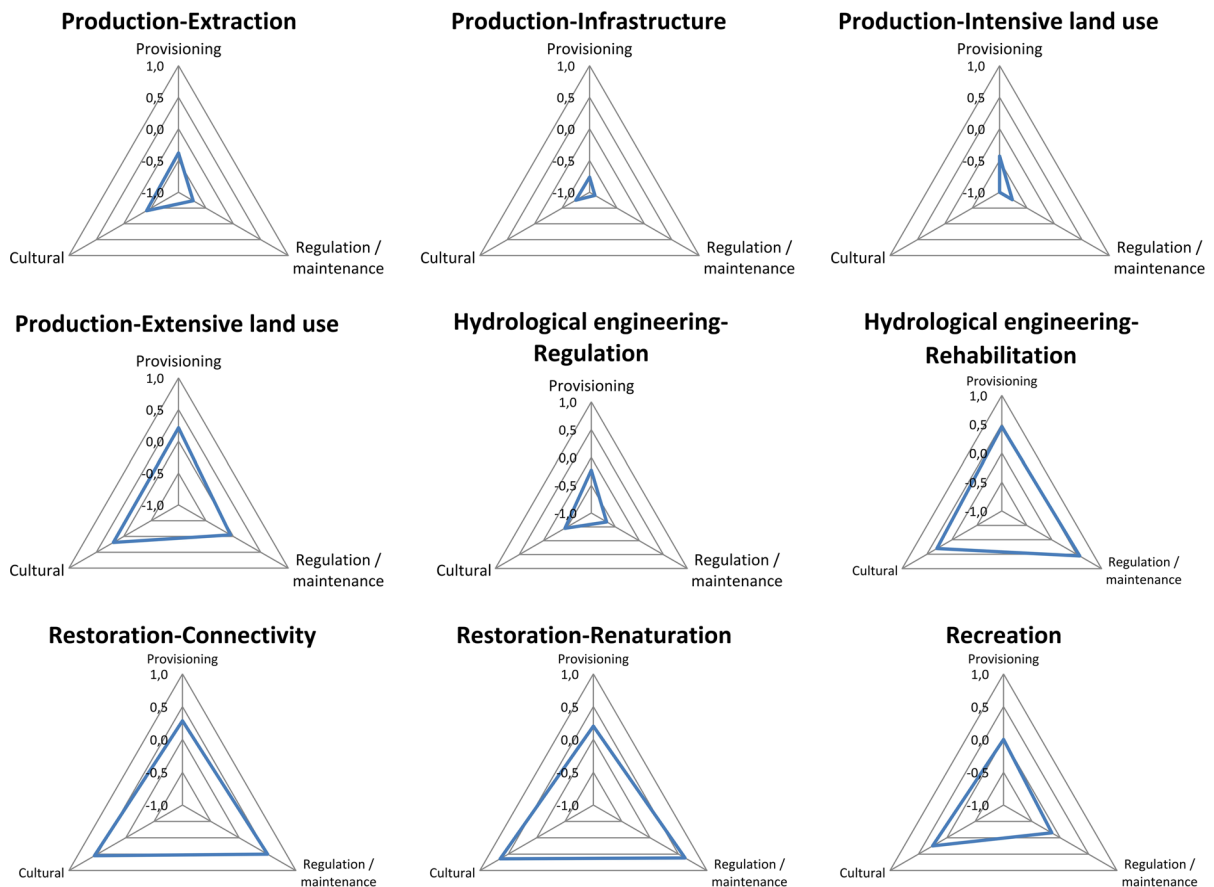 Production-Extraction
Provisioning
1,0
0,5
0,0
-0,5
-1,0
Cultural
Regulation /
maintenance
Production-Infrastructure
Provisioning
1,0
0,5
0,0
-0,5
-1,0
Cultural
Regulation /
maintenance
Production-Intensive land use
Provisioning
1,0
0,5
0,0
-0,5
-1,0
Cultural
Regulation /
maintenance
Production-Extensive land use
Provisioning
1,0
0,5
0,0
-0,5
-1,0
Cultural
Regulation /
maintenance
Hydrological engineering-
Regulation
Provisioning
1,0
0,5
0,0
-0,5
-1,0
Cultural
Regulation /
maintenance
Hydrological engineering-
Rehabilitation
Provisioning
1,0
0,5
0,0
-0,5
-1,0
Cultural
Regulation /
maintenance
Restoration-Connectivity
Provisioning
1,0
0,5
0,0
-0,5
-1,0
Cultural
Regulation /
maintenance
Restoration-Renaturation
Provisioning
1,0
0,5
0,0
-0,5
-1,0
Cultural
Regulation /
maintenance
Recreation
Provisioning
1,0
0,5
0,0
-0,5
-1,0
Cultural
Regulation /
maintenance